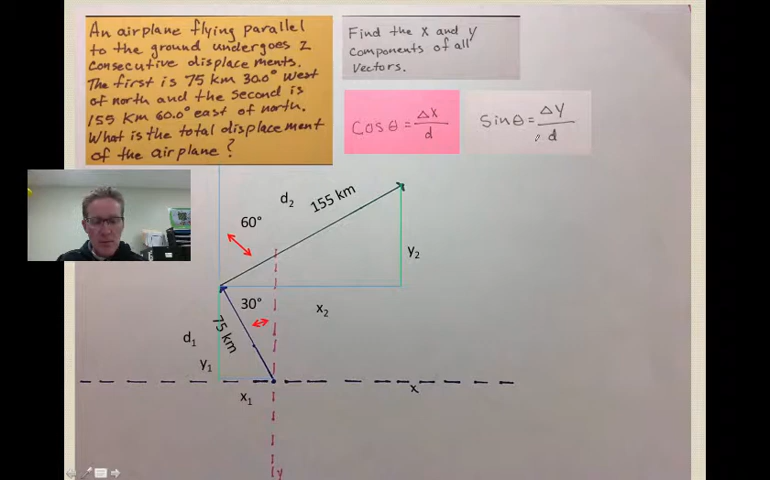 An airplane flying parallel
to the ground undergoes 2
consecutive displacements.
The first is 75 km 30.0° west
of north and the second is
155 km 60.0° east of north.
What is the total displacement
of the airplane?
Find the x and y
components of all
vectors.
Cosθ = Δx/d
Sinθ = Δy/d
d₂
155 km
60°
y₂
30°
x₂
75 km
d₁
y₁
x
x₁
y